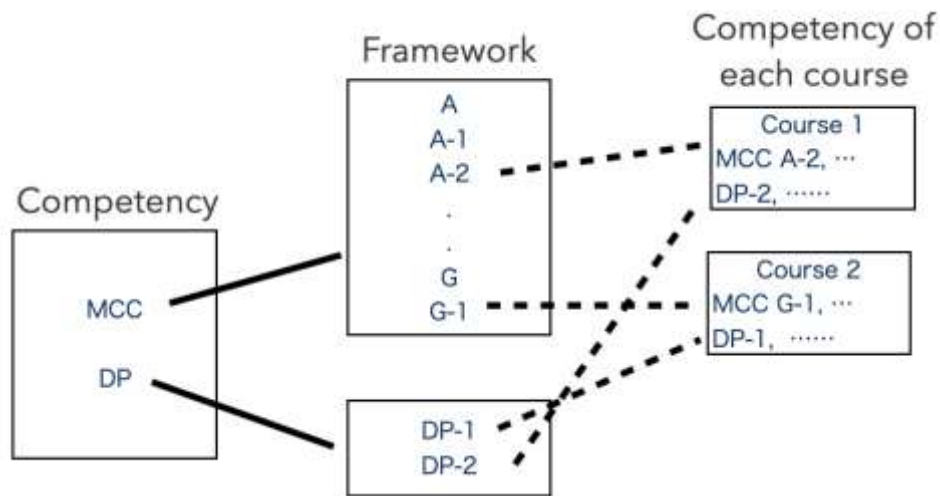 Competency
MCC
DP
Framework
A
A-1
A-2
.
.
G
G-1
DP-1
DP-2
Competency of
each course
Course 1
MCC A-2, …
DP-2, ……
Course 2
MCC G-1, …
DP-1, ……